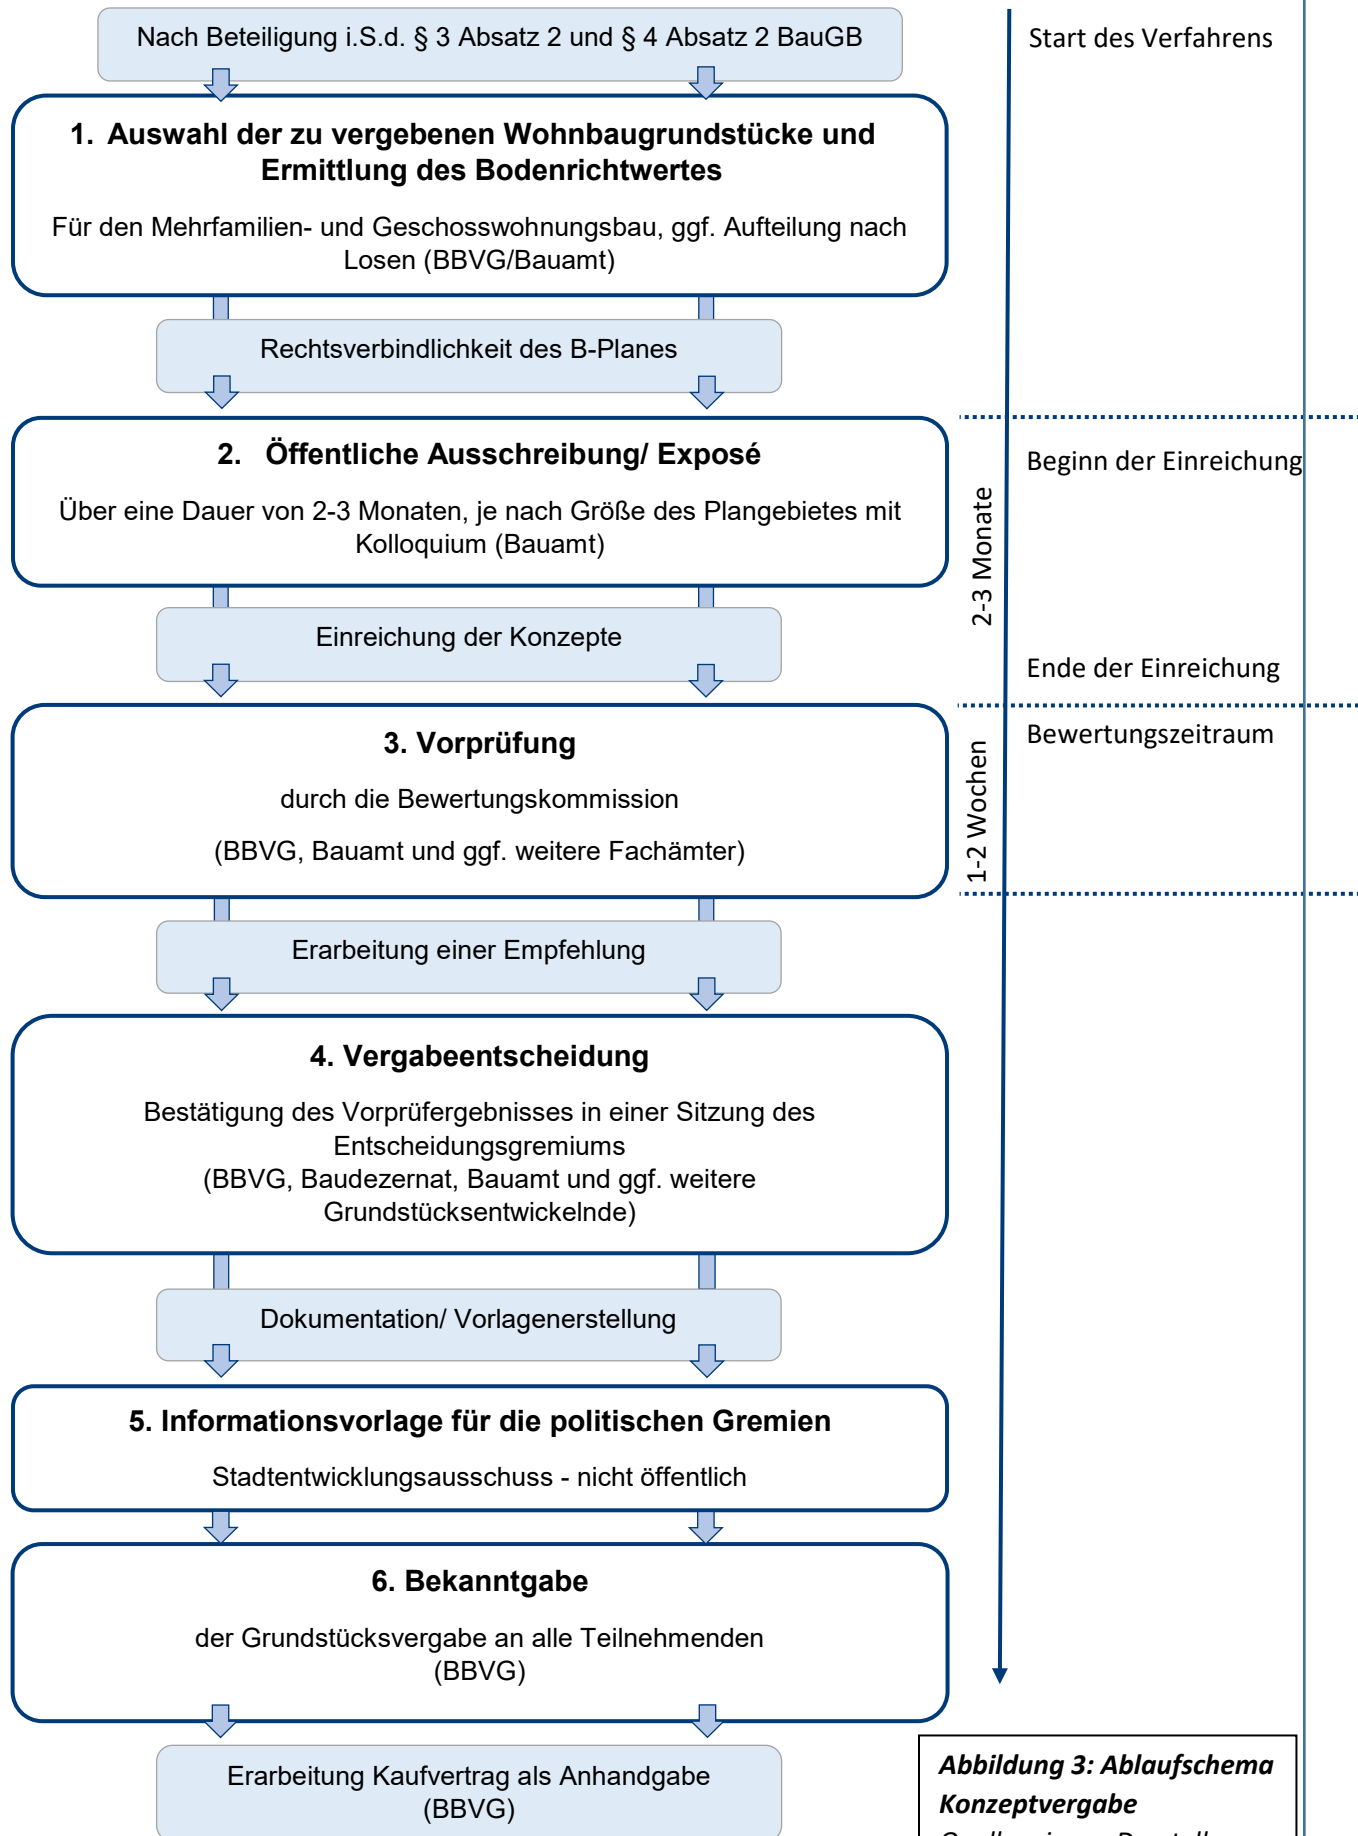 Nach Beteiligung i.S.d. § 3 Absatz 2 und § 4 Absatz 2 BauGB
Start des Verfahrens
1. Auswahl der zu vergebenen Wohnbaugrundstücke und
Ermittlung des Bodenrichtwertes
Für den Mehrfamilien- und Geschosswohnungsbau, ggf. Aufteilung nach
Losen (BBVG/Bauamt)
Rechtsverbindlichkeit des B-Planes
2. Öffentliche Ausschreibung/ Exposé
Über eine Dauer von 2-3 Monaten, je nach Größe des Plangebietes mit
Kolloquium (Bauamt)
Beginn der Einreichung
2-3 Monate
Einreichung der Konzepte
Ende der Einreichung
3. Vorprüfung
durch die Bewertungskommission
(BBVG, Bauamt und ggf. weitere Fachämter)
Bewertungszeitraum
1-2 Wochen
Erarbeitung einer Empfehlung
4. Vergabeentscheidung
Bestätigung des Vorprüfergebnisses in einer Sitzung des
Entscheidungsgremiums
(BBVG, Baudezernat, Bauamt und ggf. weitere
Grundstücksentwickelnde)
Dokumentation/ Vorlagenerstellung
5. Informationsvorlage für die politischen Gremien
Stadtentwicklungsausschuss - nicht öffentlich
6. Bekanntgabe
der Grundstücksvergabe an alle Teilnehmenden
(BBVG)
Erarbeitung Kaufvertrag als Anhandgabe
(BBVG)
Abbildung 3: Ablaufschema
Konzeptvergabe